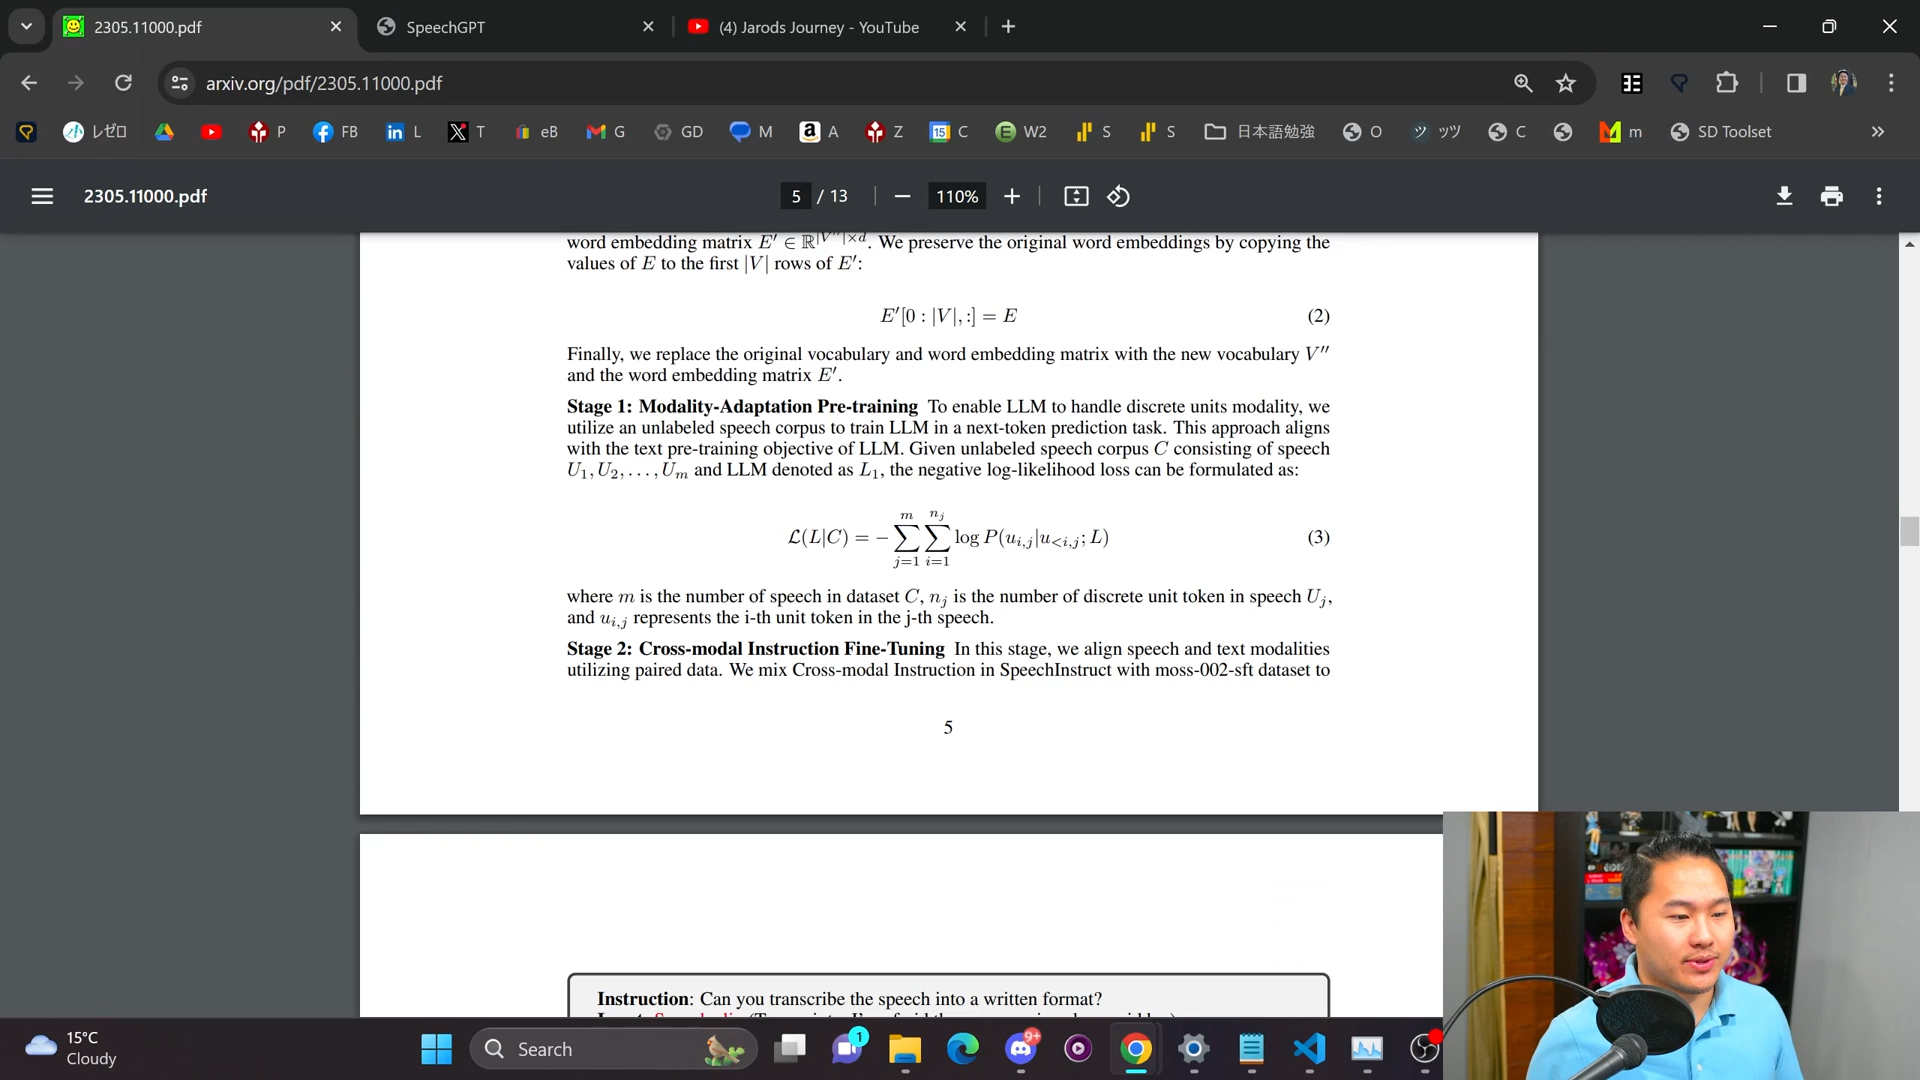 2305.11000.pdf
SpeechGPT
(4) Jarods Journey - YouTube
arxiv.org/pdf/2305.11000.pdf
レゼロ
P
FB
L
T
eB
G
GD
M
A
Z
15 C
W2
S
S
日本語勉強
O
ツ ッツ
C
m
SD Toolset
2305.11000.pdf
5 / 13
110%
word embedding matrix E′ ∈ ℝ^{|V″|×d}. We preserve the original word embeddings by copying the
values of E to the first |V| rows of E′:
E′[0 : |V|, :] = E (2)
Finally, we replace the original vocabulary and word embedding matrix with the new vocabulary V″
and the word embedding matrix E′.
Stage 1: Modality-Adaptation Pre-training To enable LLM to handle discrete units modality, we
utilize an unlabeled speech corpus to train LLM in a next-token prediction task. This approach aligns
with the text pre-training objective of LLM. Given unlabeled speech corpus C consisting of speech
U₁, U₂, . . . , Uₘ and LLM denoted as L₁, the negative log-likelihood loss can be formulated as:
ℒ(L|C) = − ∑_{j=1}^{m} ∑_{i=1}^{n_j} log P(u_{i,j}|u_{<i,j}; L) (3)
where m is the number of speech in dataset C, n_j is the number of discrete unit token in speech U_j,
and u_{i,j} represents the i-th unit token in the j-th speech.
Stage 2: Cross-modal Instruction Fine-Tuning In this stage, we align speech and text modalities
utilizing paired data. We mix Cross-modal Instruction in SpeechInstruct with moss-002-sft dataset to
5
Instruction: Can you transcribe the speech into a written format?
15°C
Cloudy
Search
1
9+